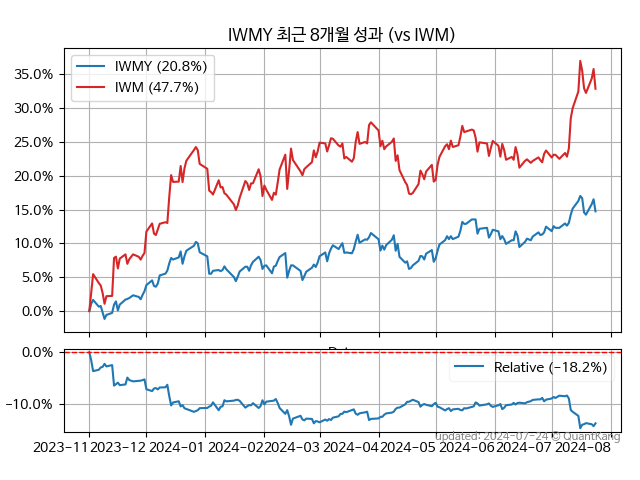 IWMY 최근 8개월 성과 (vs IWM)
IWMY (20.8%)
IWM (47.7%)
35.0%
30.0%
25.0%
20.0%
15.0%
10.0%
5.0%
0.0%
0.0%
Relative (−18.2%)
−10.0%
updated: 2024-07-24 © QuantKang
2023-11 2023-12 2024-01 2024-02 2024-03 2024-04 2024-05 2024-06 2024-07 2024-08